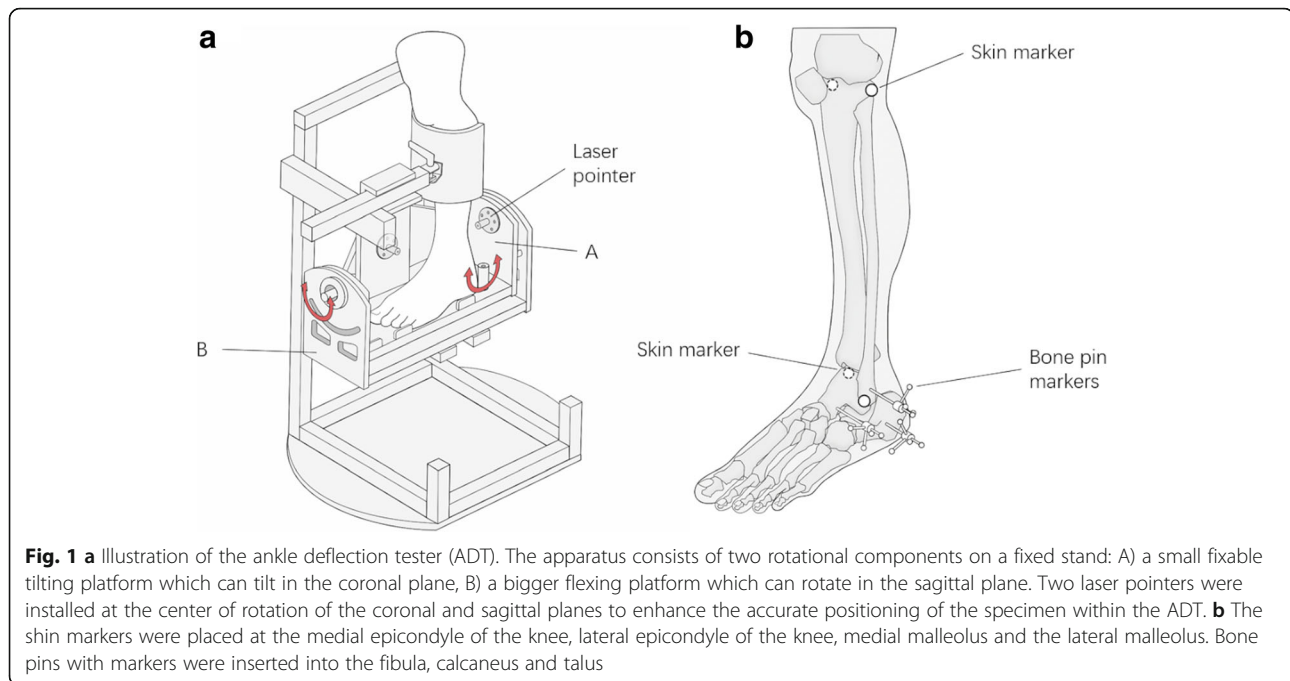 a
b
Skin marker
Laser
pointer
A
B
Skin marker
Bone pin
markers
Fig. 1 a Illustration of the ankle deflection tester (ADT). The apparatus consists of two rotational components on a fixed stand: A) a small fixable
tilting platform which can tilt in the coronal plane, B) a bigger flexing platform which can rotate in the sagittal plane. Two laser pointers were
installed at the center of rotation of the coronal and sagittal planes to enhance the accurate positioning of the specimen within the ADT. b The
shin markers were placed at the medial epicondyle of the knee, lateral epicondyle of the knee, medial malleolus and the lateral malleolus. Bone
pins with markers were inserted into the fibula, calcaneus and talus